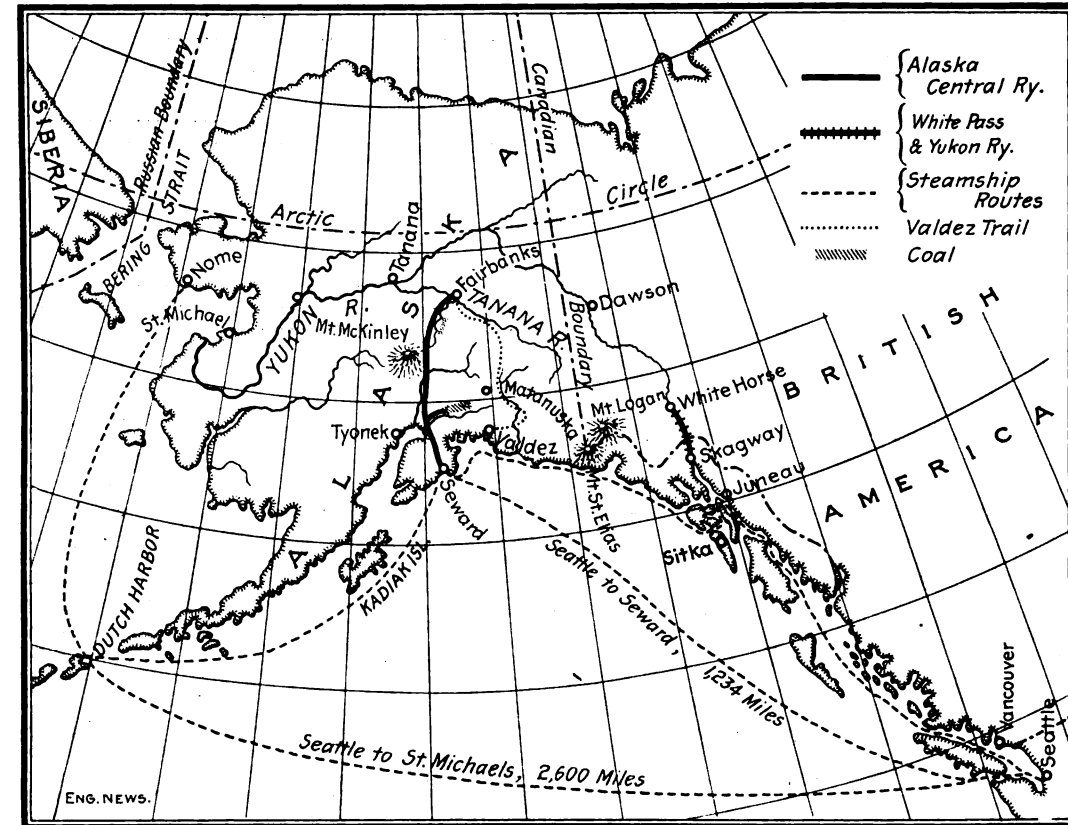 Alaska
Central Ry.
White Pass
& Yukon Ry.
Steamship
Routes
Valdez Trail
Coal
SIBERIA
Russian Boundary
BERING STRAIT
Canadian Boundary
Arctic Circle
ALASKA
Nome
St. Michael
YUKON R.
Tanana
Fairbanks
TANANA R.
Mt. McKinley
Dawson
Matanuska
Mt. Logan
White Horse
Tyonek
Valdez
Skagway
Mt. St. Elias
Juneau
Seward
Sitka
BRITISH
AMERICA
KADIAK ISL.
DUTCH HARBOR
Seattle to Seward,
1,234 Miles
Vancouver
Seattle
Seattle to St. Michaels, 2,600 Miles
ENG. NEWS.